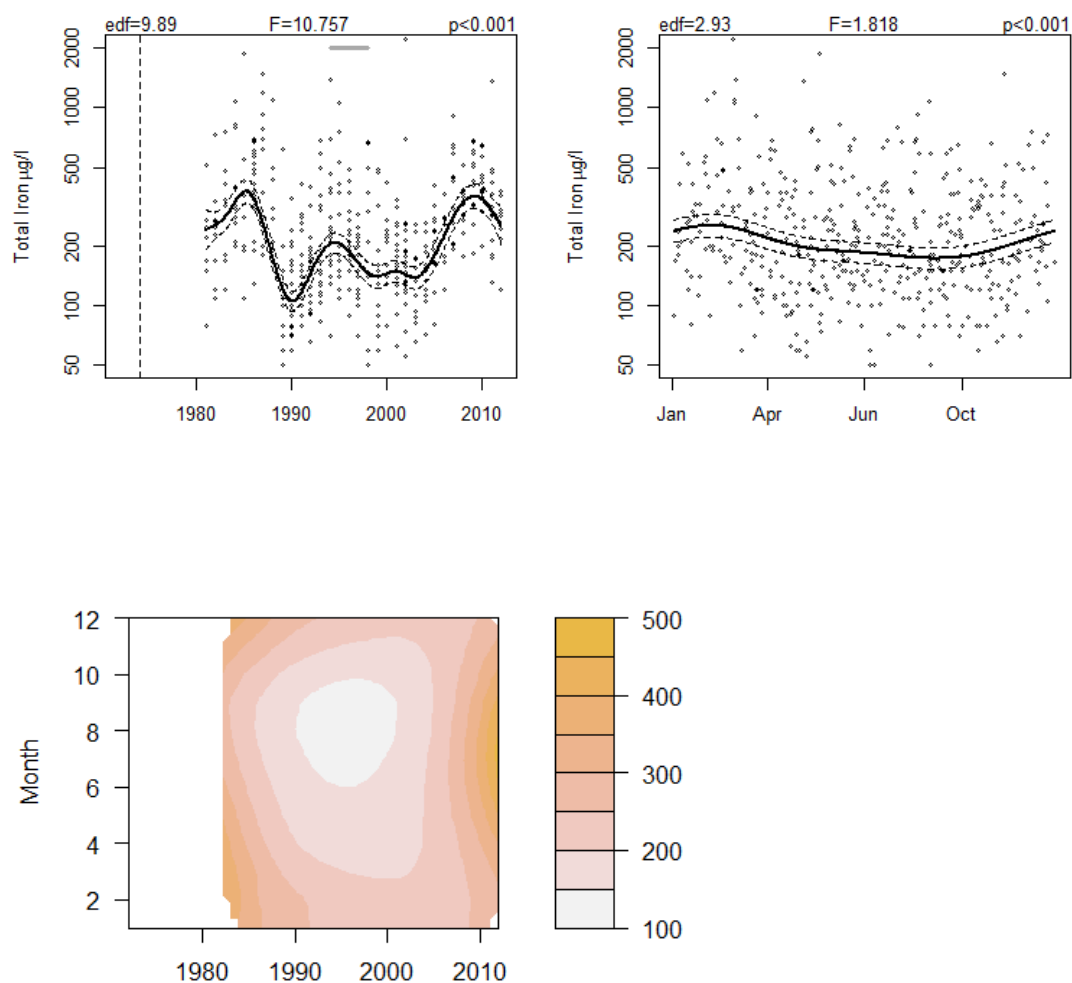 edf=9.89 F=10.757 p<0.001
Total Iron µg/l
2000
1000
500
200
100
50
1980 1990 2000 2010
edf=2.93 F=1.818 p<0.001
Total Iron µg/l
2000
1000
500
200
100
50
Jan Apr Jun Oct
Month
12
10
8
6
4
2
1980 1990 2000 2010
500
400
300
200
100